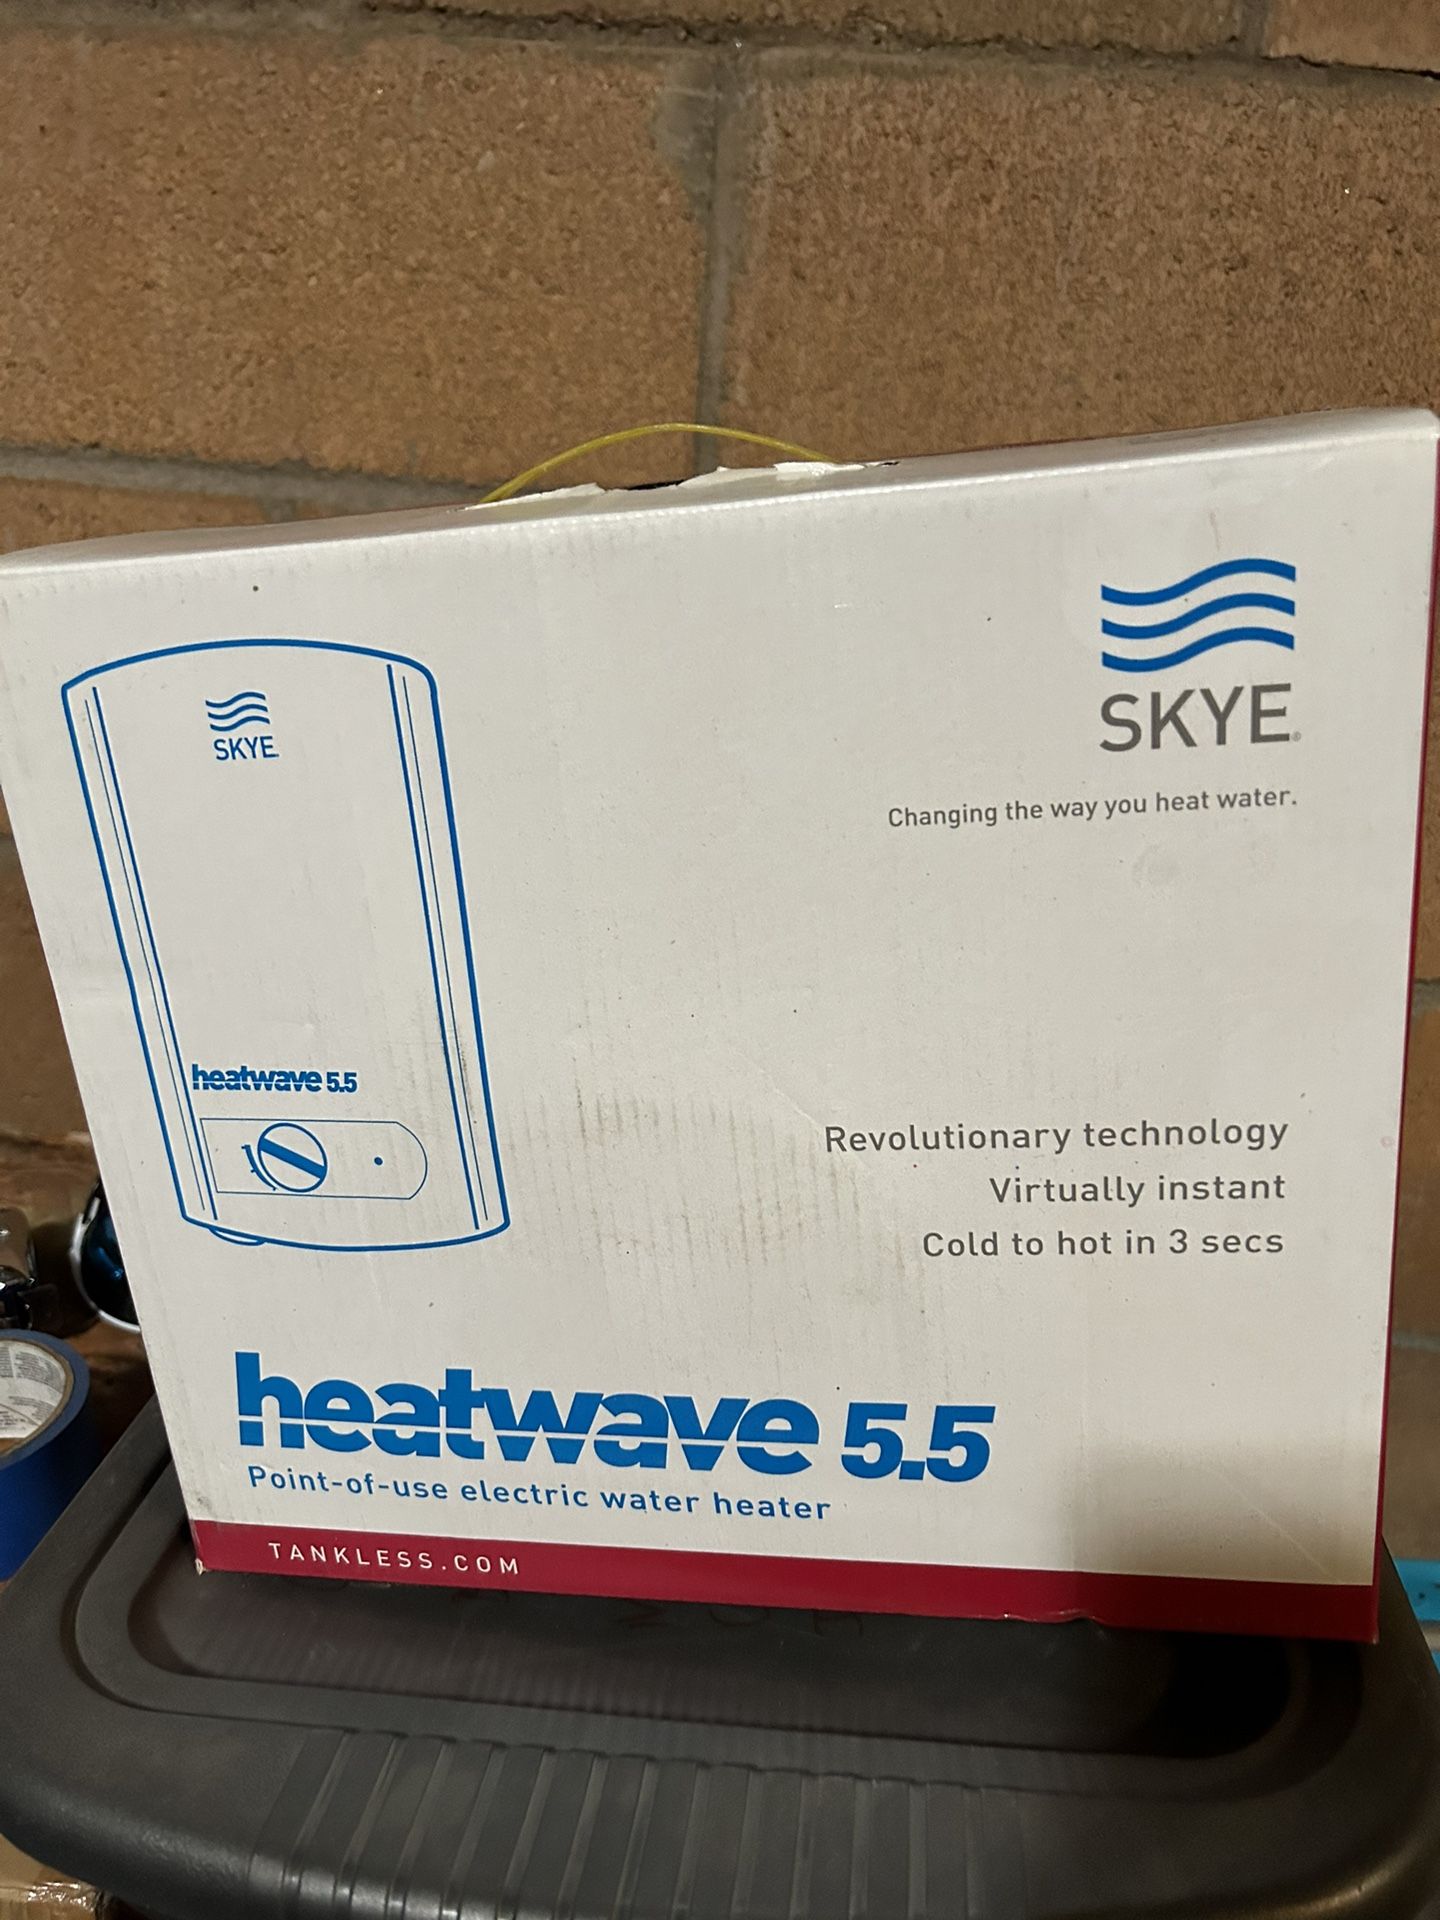 SKYE
SKYE®
Changing the way you heat water.
heatwave 5.5
Revolutionary technology
Virtually instant
Cold to hot in 3 secs
heatwave 5.5
Point-of-use electric water heater
TANKLESS.COM